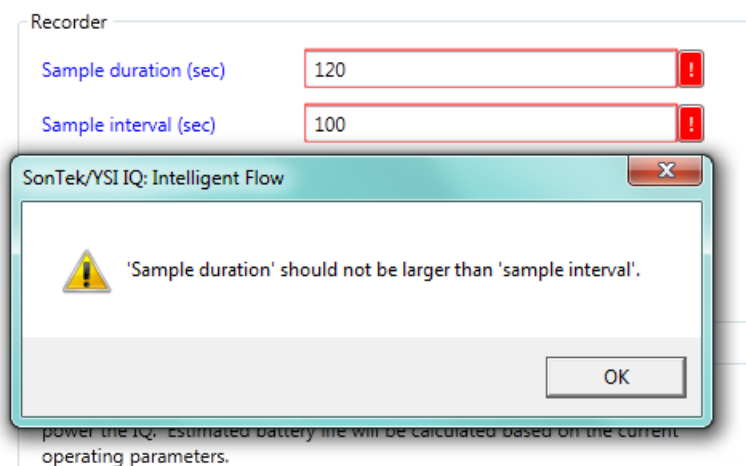 Recorder
Sample duration (sec)
120
!
Sample interval (sec)
100
!
SonTek/YSI IQ: Intelligent Flow
'Sample duration' should not be larger than 'sample interval'.
OK
power the IQ. Estimated battery life will be calculated based on the current
operating parameters.